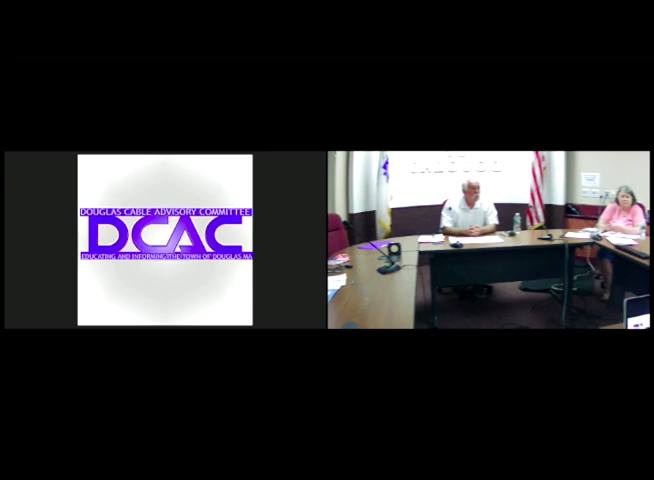 DOUGLAS CABLE ADVISORY COMMITTEE
DCAC
EDUCATING AND INFORMING THE TOWN OF DOUGLAS MA